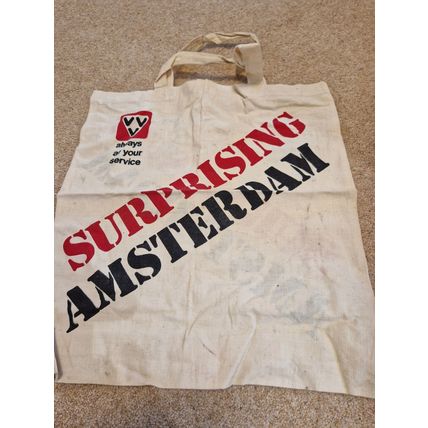 VVV
always
at your
service
SURPRISING
AMSTERDAM